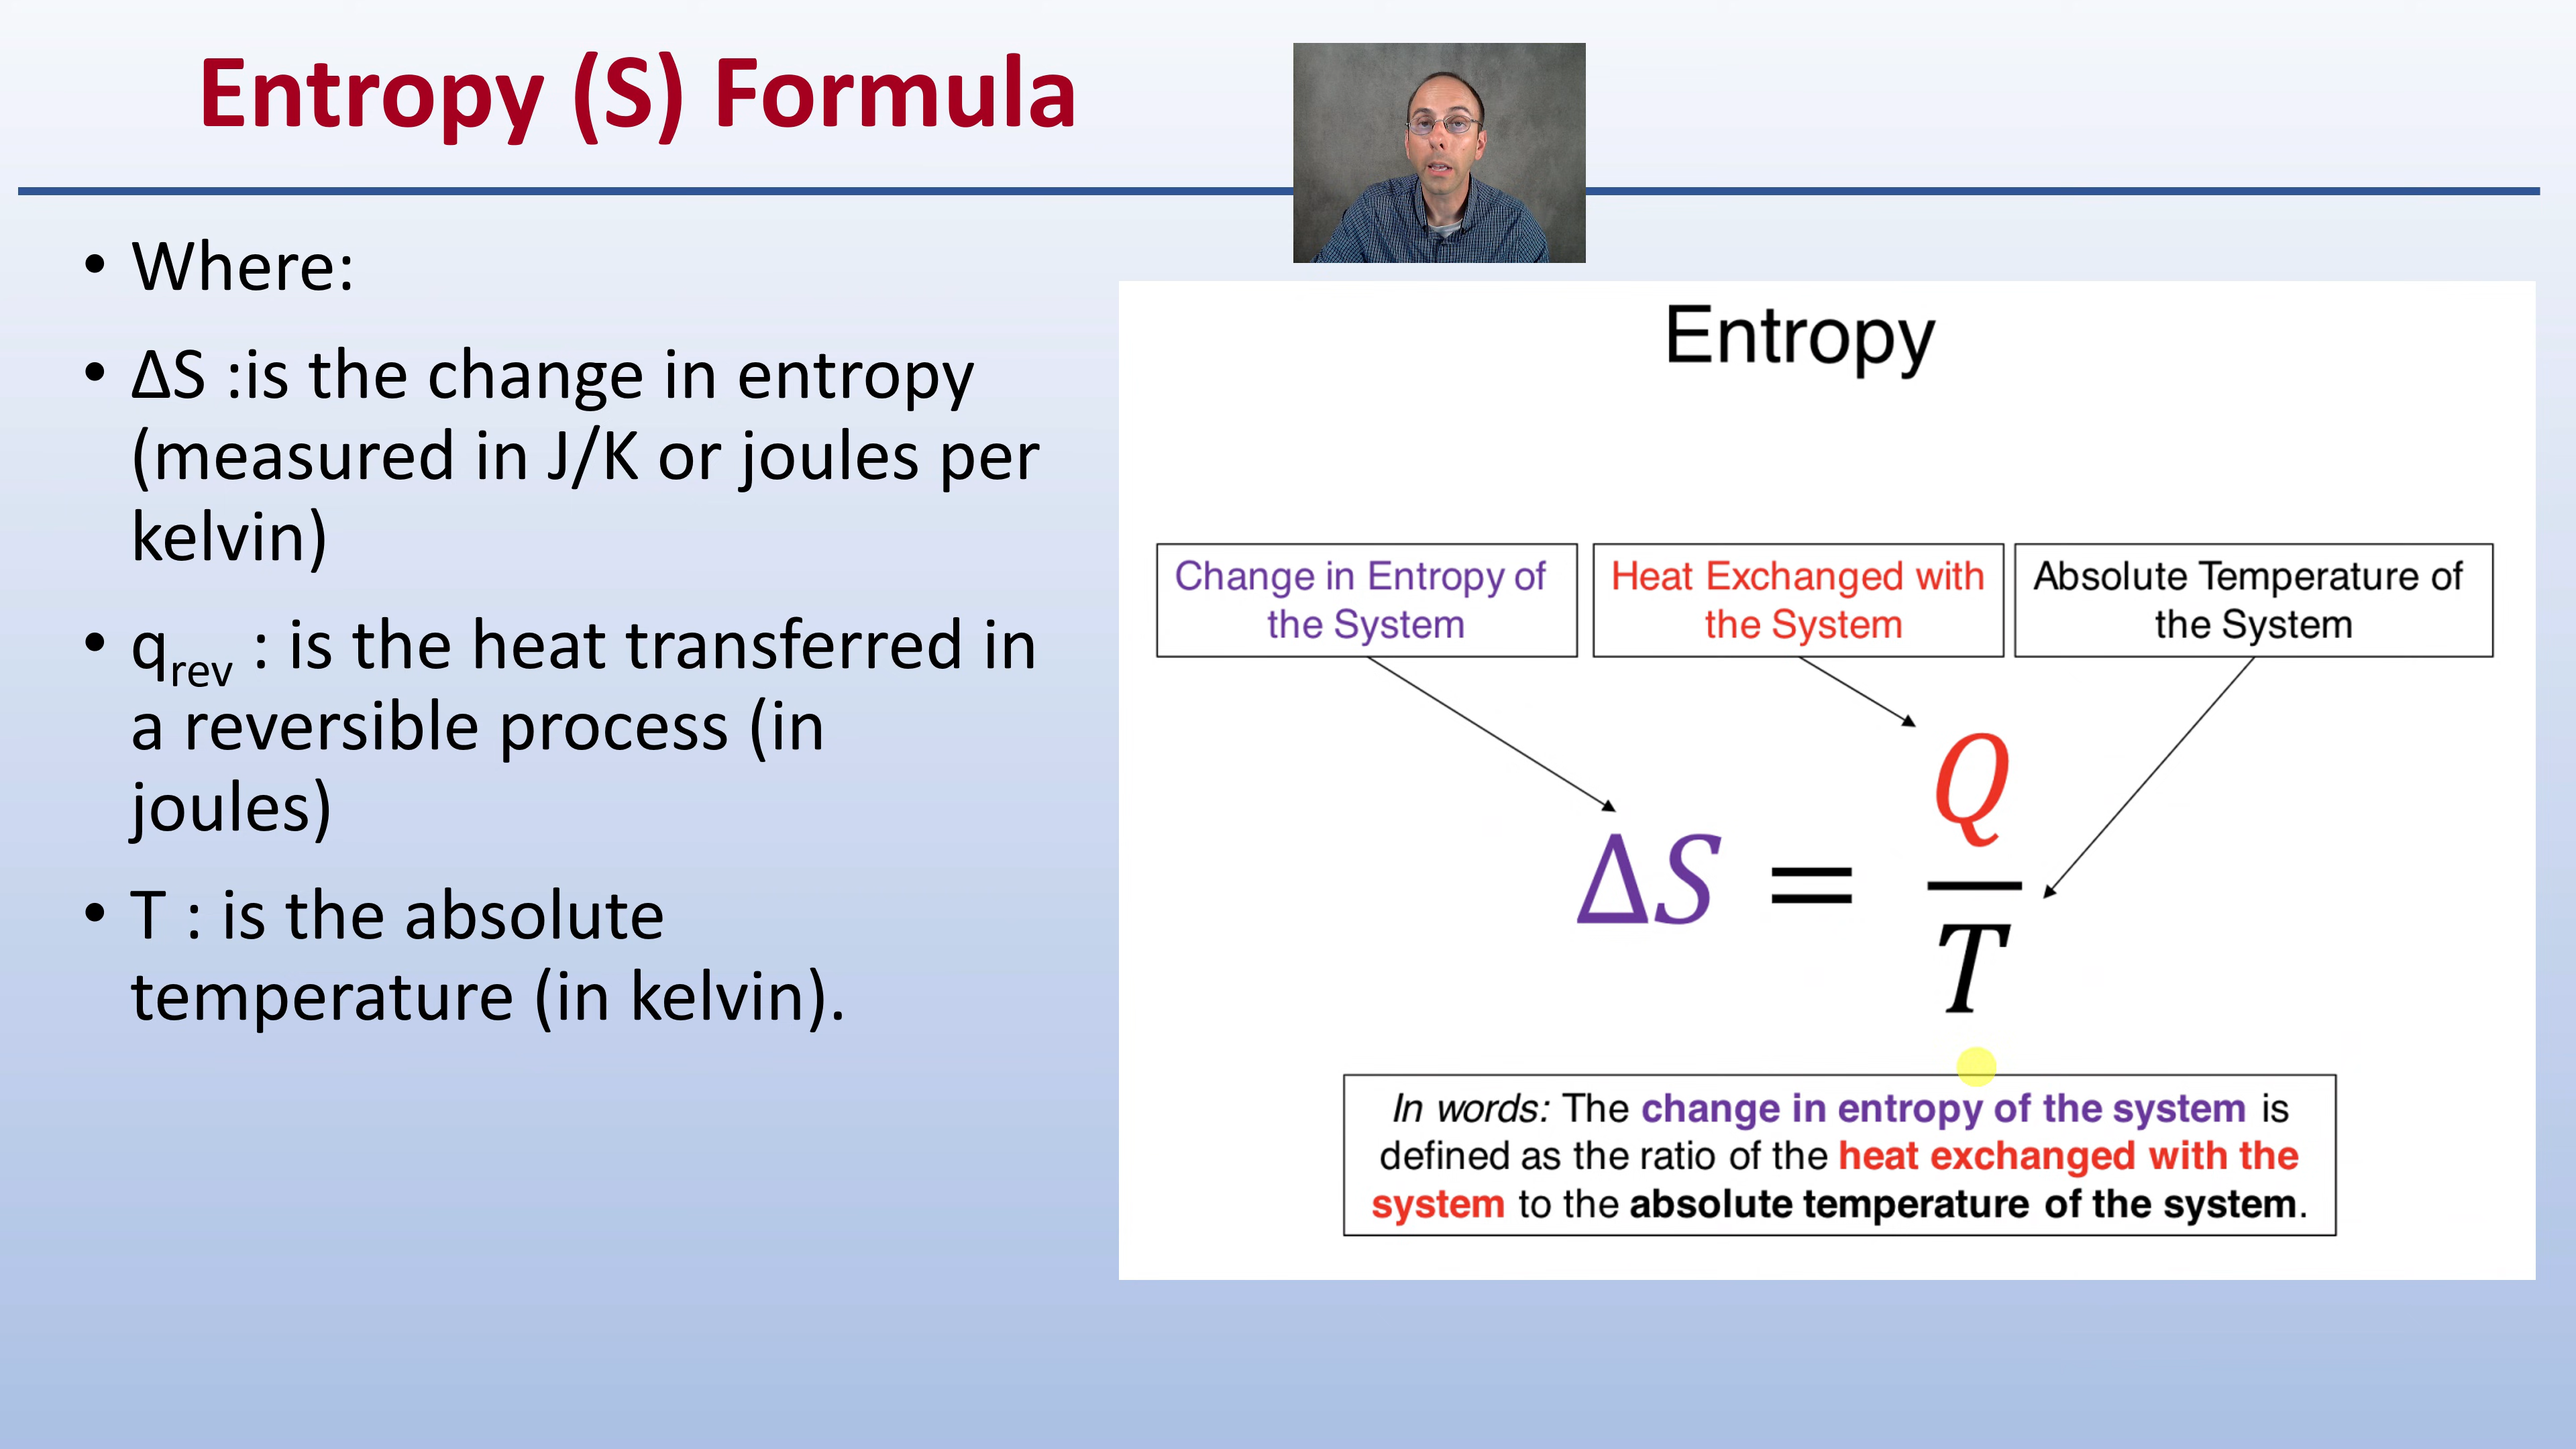 Entropy (S) Formula
• Where:
• ΔS :is the change in entropy
(measured in J/K or joules per
kelvin)
• qrev : is the heat transferred in
a reversible process (in
joules)
• T : is the absolute
temperature (in kelvin).
Entropy
Change in Entropy of
the System
Heat Exchanged with
the System
Absolute Temperature of
the System
ΔS = Q
T
In words: The change in entropy of the system is
defined as the ratio of the heat exchanged with the
system to the absolute temperature of the system.